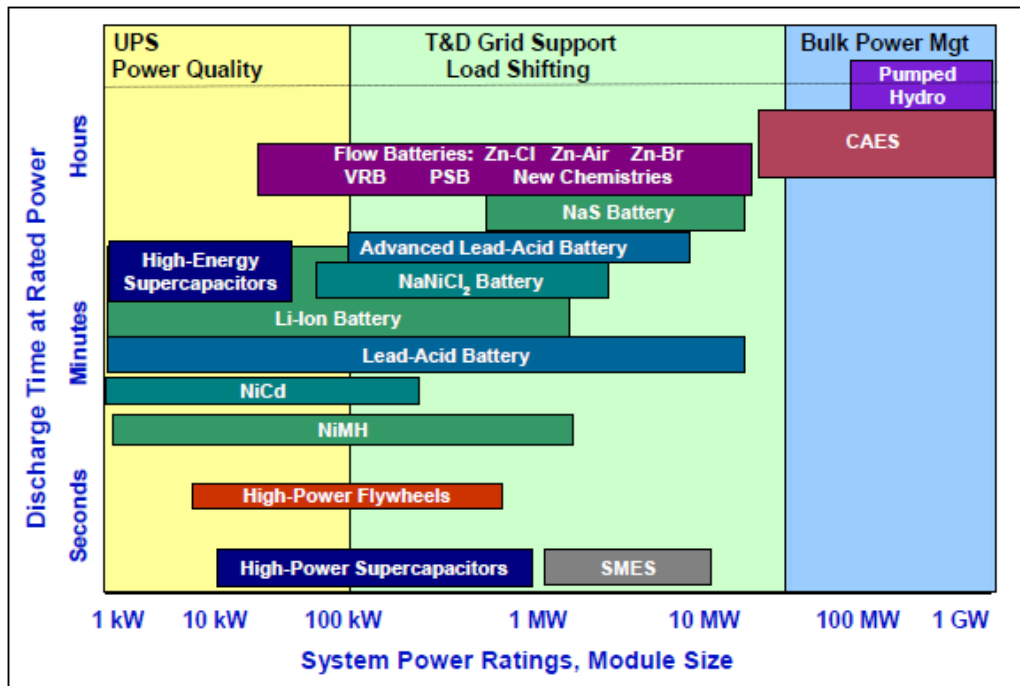 UPS
Power Quality
T&D Grid Support
Load Shifting
Bulk Power Mgt
Pumped
Hydro
CAES
Flow Batteries: Zn-Cl Zn-Air Zn-Br
VRB PSB New Chemistries
NaS Battery
Advanced Lead-Acid Battery
High-Energy
Supercapacitors
NaNiCl₂ Battery
Li-Ion Battery
Lead-Acid Battery
NiCd
NiMH
High-Power Flywheels
High-Power Supercapacitors
SMES
Discharge Time at Rated Power
Hours
Minutes
Seconds
1 kW 10 kW 100 kW 1 MW 10 MW 100 MW 1 GW
System Power Ratings, Module Size